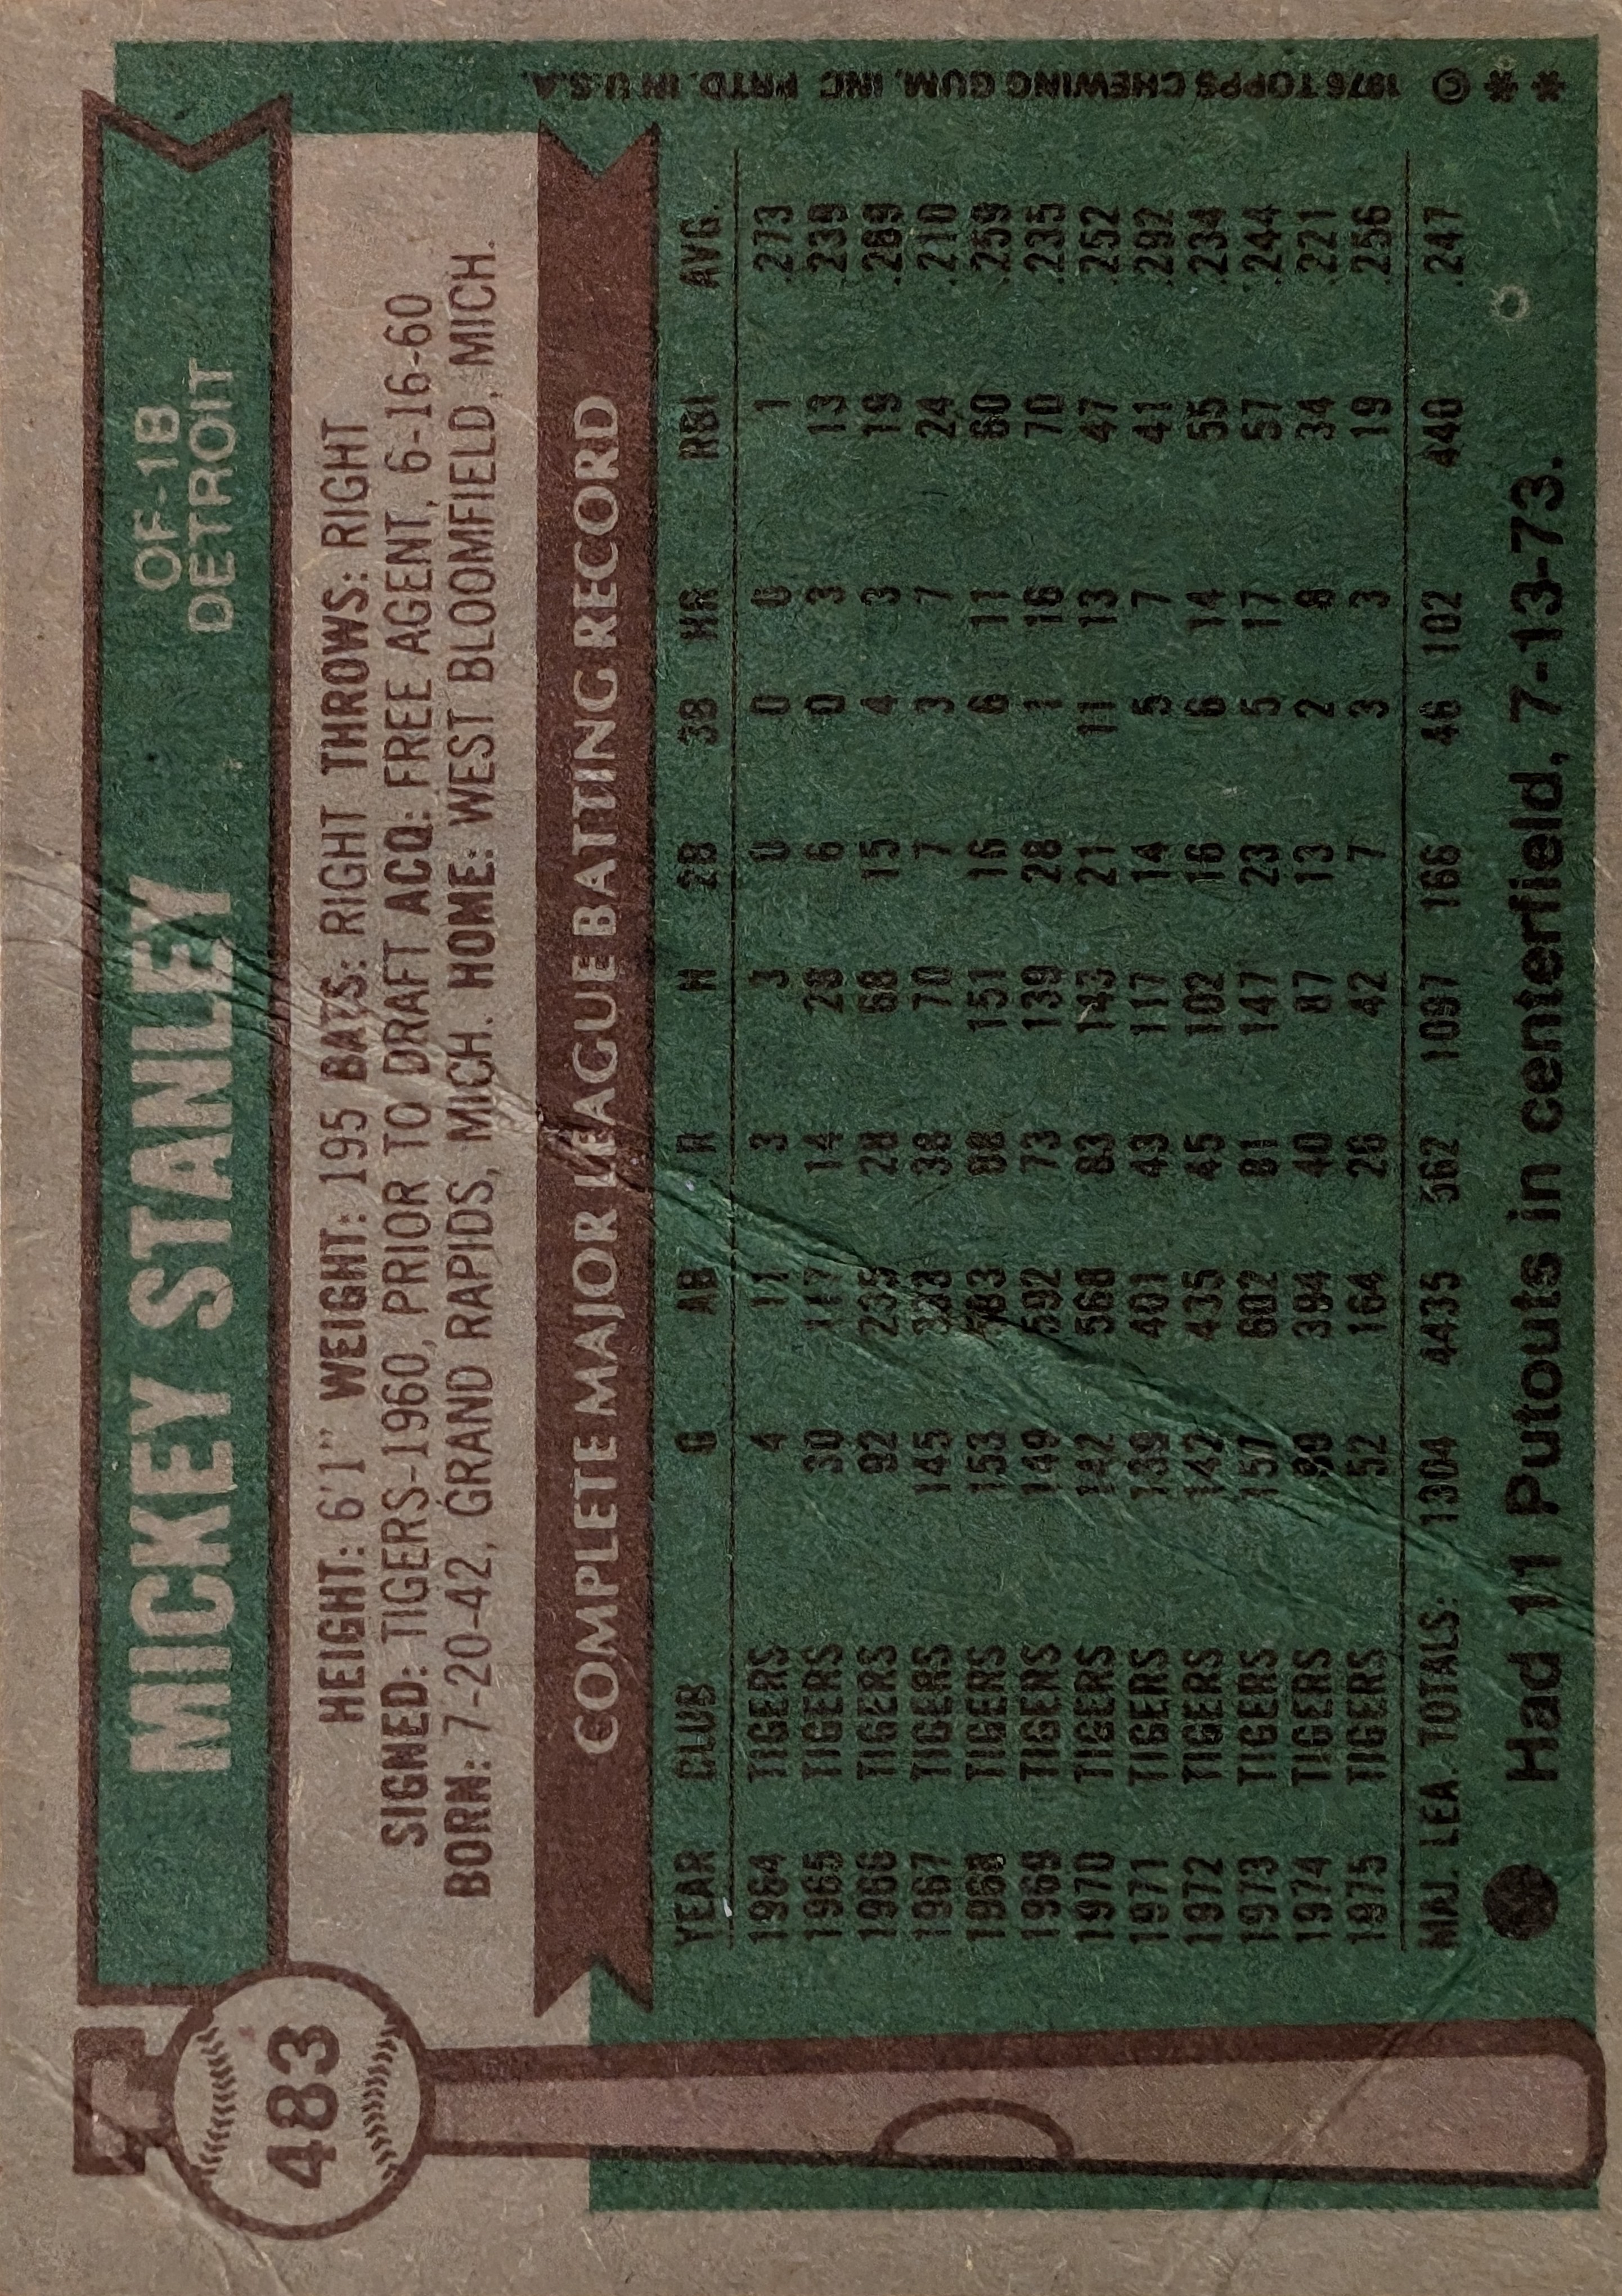 483
MICKEY STANLEY
OF-1B
DETROIT
HEIGHT: 6'1" WEIGHT: 195 BATS: RIGHT THROWS: RIGHT
SIGNED: TIGERS-1960, PRIOR TO DRAFT ACQ: FREE AGENT, 6-16-60
BORN: 7-20-42, GRAND RAPIDS, MICH. HOME: WEST BLOOMFIELD, MICH.
COMPLETE MAJOR LEAGUE BATTING RECORD
YEAR CLUB G AB R H 2B 3B HR RBI AVG.
1964 TIGERS 4 11 3 3 0 0 0 1 .273
1965 TIGERS 30 117 14 28 6 0 3 13 .239
1966 TIGERS 92 235 28 68 15 4 3 19 .289
1967 TIGERS 145 333 38 70 7 3 7 24 .210
1968 TIGERS 153 583 88 151 16 6 11 60 .259
1969 TIGERS 149 592 73 139 28 1 16 70 .235
1970 TIGERS 142 568 83 143 21 11 13 47 .252
1971 TIGERS 139 401 43 117 14 5 7 41 .292
1972 TIGERS 142 435 45 102 16 6 14 55 .234
1973 TIGERS 157 602 81 147 23 5 17 57 .244
1974 TIGERS 99 394 40 87 13 2 8 34 .221
1975 TIGERS 52 164 26 42 7 3 3 19 .256
MAJ. LEA. TOTALS: 1304 4435 562 1097 166 46 102 440 .247
Had 11 Putouts in centerfield, 7-13-73.
* * © 1976 TOPPS CHEWING GUM, INC. PRTD. IN U.S.A.